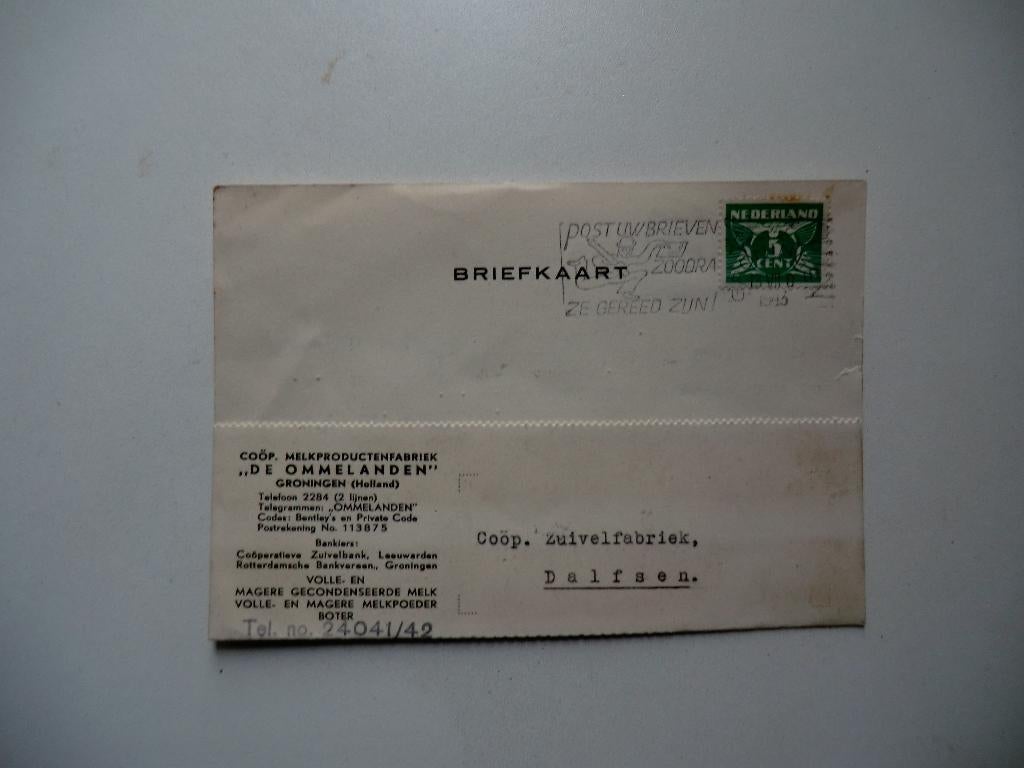 POST UW BRIEVEN
ZOODRA
ZE GEREED ZIJN!
NEDERLAND
CENT
BRIEFKAART
COÖP. MELKPRODUCTENFABRIEK
„DE OMMELANDEN"
GRONINGEN (Holland)
Telefoon 2284 (2 lijnen)
Telegrammen: „OMMELANDEN"
Codes: Bentley's en Private Code
Postrekening No. 113875
Bankiers:
Coöperatieve Zuivelbank, Leeuwarden
Rotterdamsche Bankvereen., Groningen
VOLLE- EN
MAGERE GECONDENSEERDE MELK
VOLLE- EN MAGERE MELKPOEDER
BOTER
Tel. no. 24041/42
Coöp. Zuivelfabriek,
Dalfsen.